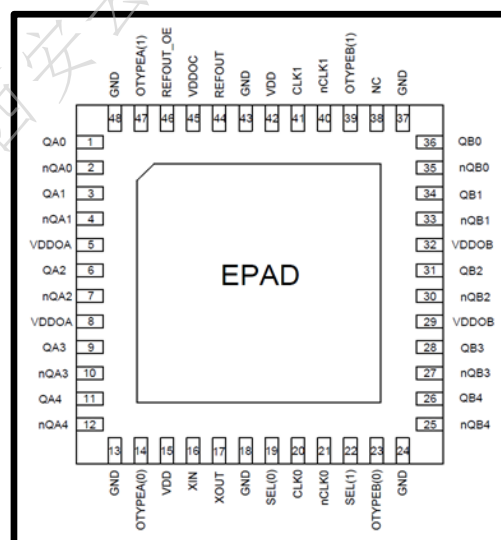 西安云
GND OTYPEA(1) REFOUT_OE VDDOC REFOUT GND VDD CLK1 nCLK1 OTYPEB(1) NC GND
48 47 46 45 44 43 42 41 40 39 38 37
QA0 1 36 QB0
nQA0 2 35 nQB0
QA1 3 34 QB1
nQA1 4 33 nQB1
VDDOA 5 32 VDDOB
QA2 6 31 QB2
EPAD
nQA2 7 30 nQB2
VDDOA 8 29 VDDOB
QA3 9 28 QB3
nQA3 10 27 nQB3
QA4 11 26 QB4
nQA4 12 25 nQB4
13 14 15 16 17 18 19 20 21 22 23 24
GND OTYPEA(0) VDD XIN XOUT GND SEL(0) CLK0 nCLK0 SEL(1) OTYPEB(0) GND